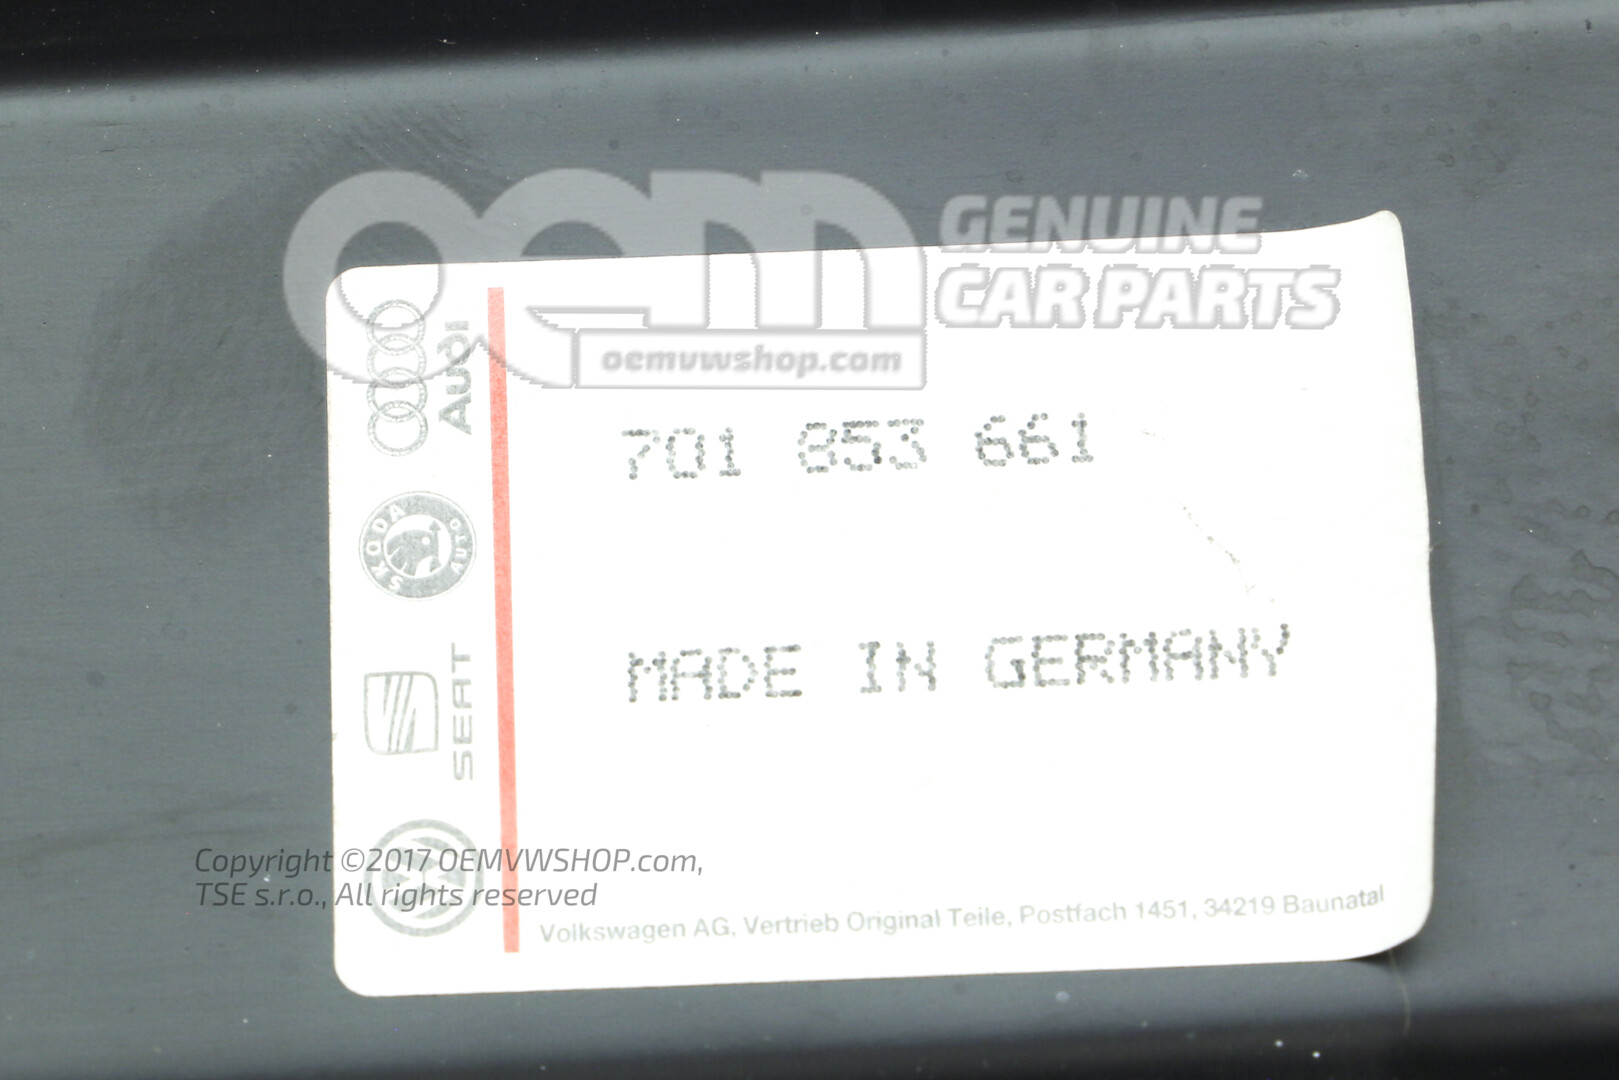 oem GENUINE
CAR PARTS
oemvwshop.com
Audi
701 853 661
SKODA AUTO
MADE IN GERMANY
SEAT
Copyright ©2017 OEMVWSHOP.com,
TSE s.r.o., All rights reserved
Volkswagen AG, Vertrieb Original Teile, Postfach 1451, 34219 Baunatal